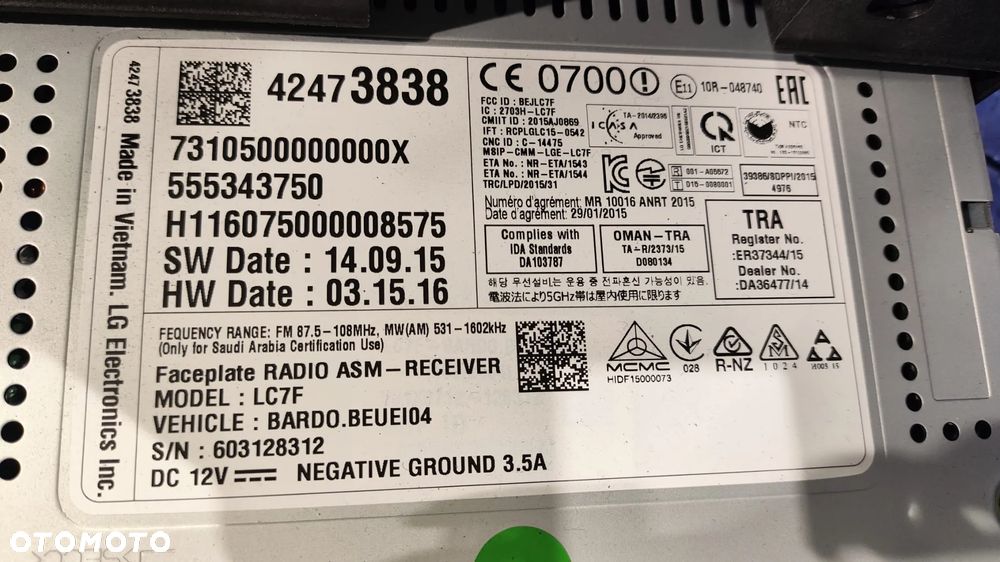 42473838 Made in Vietnam. LG Electronics Inc.
42473838
7310500000000X
555343750
H116075000008575
SW Date : 14.09.15
HW Date : 03.15.16
CE 0700
E11 10R-048740
EAC
FCC ID : BEJLC7F
IC : 2703H-LC7F
CMIIT ID : 2015AJ0869
IFT : RCPLGLC15-0542
CNC ID : C-14475
MSIP-CMM-LGE-LC7F
ETA No. : NR-ETA/1543
ETA No. : NR-ETA/1544
TRC/LPD/2015/31
ICASA
Approved
ICT
NTC
R 001-A05572
T D15-0080001
39386/SDPPI/2015
4976
Numéro d'agrément: MR 10016 ANRT 2015
Date d'agrément: 29/01/2015
Complies with
IDA Standards
DA103787
OMAN-TRA
TA-R/2373/15
D080134
TRA
Register No.
:ER37344/15
Dealer No.
:DA36477/14
해당 무선설비는 운용 중 전파혼신 가능성이 있음.
電波法により5GHz帯は屋内使用に限ります
FEQUENCY RANGE: FM 87.5-108MHz, MW(AM) 531-1602kHz
(Only for Saudi Arabia Certification Use)
Faceplate RADIO ASM-RECEIVER
MODEL : LC7F
VEHICLE : BARDO.BEUEI04
S/N : 603128312
DC 12V NEGATIVE GROUND 3.5A
MCMC
HIDF15000073
028
R-NZ
1024
OTOMOTO